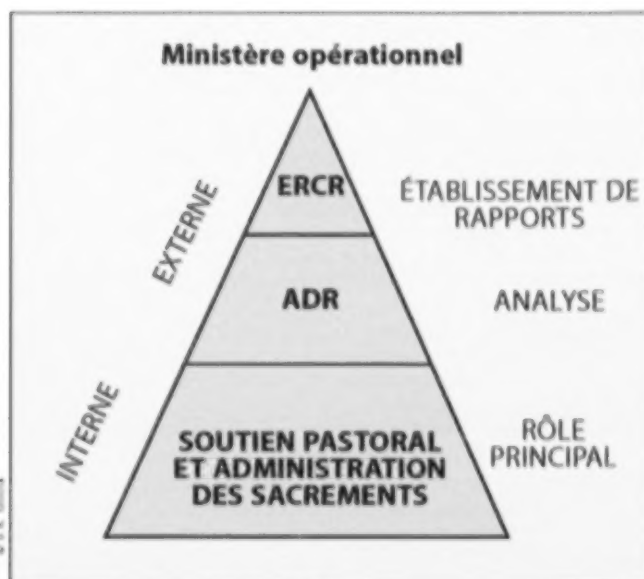 Ministère opérationnel
ERCR
ÉTABLISSEMENT DE
RAPPORTS
EXTERNE
ADR
ANALYSE
INTERNE
SOUTIEN PASTORAL
ET ADMINISTRATION
DES SACREMENTS
RÔLE
PRINCIPAL